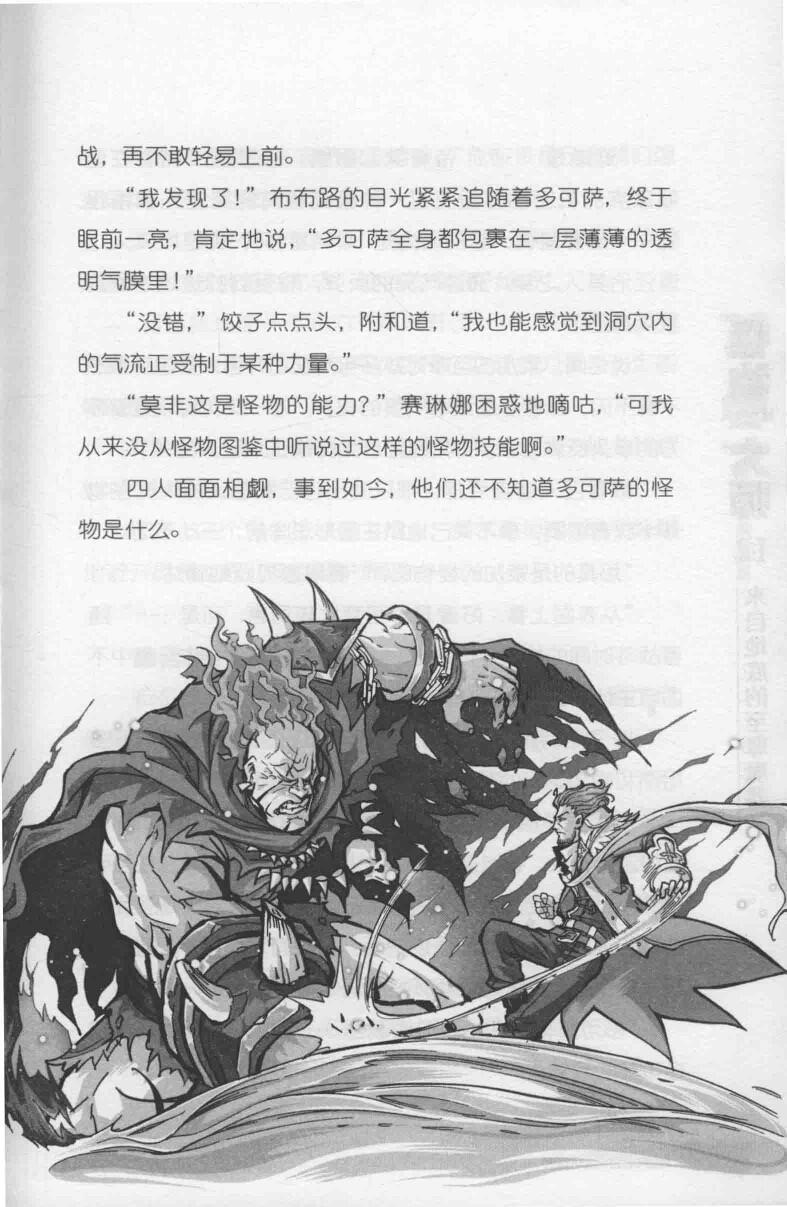 战，再不敢轻易上前。
“我发现了！”布布路的目光紧紧追随着多可萨，终于
眼前一亮，肯定地说，“多可萨全身都包裹在一层薄薄的透
明气膜里！”
“没错，”饺子点点头，附和道，“我也能感觉到洞穴内
的气流正受制于某种力量。”
“莫非这是怪物的能力？”赛琳娜困惑地嘀咕，“可我
从来没从怪物图鉴中听说过这样的怪物技能啊。”
四人面面相觑，事到如今，他们还不知道多可萨的怪
物是什么。